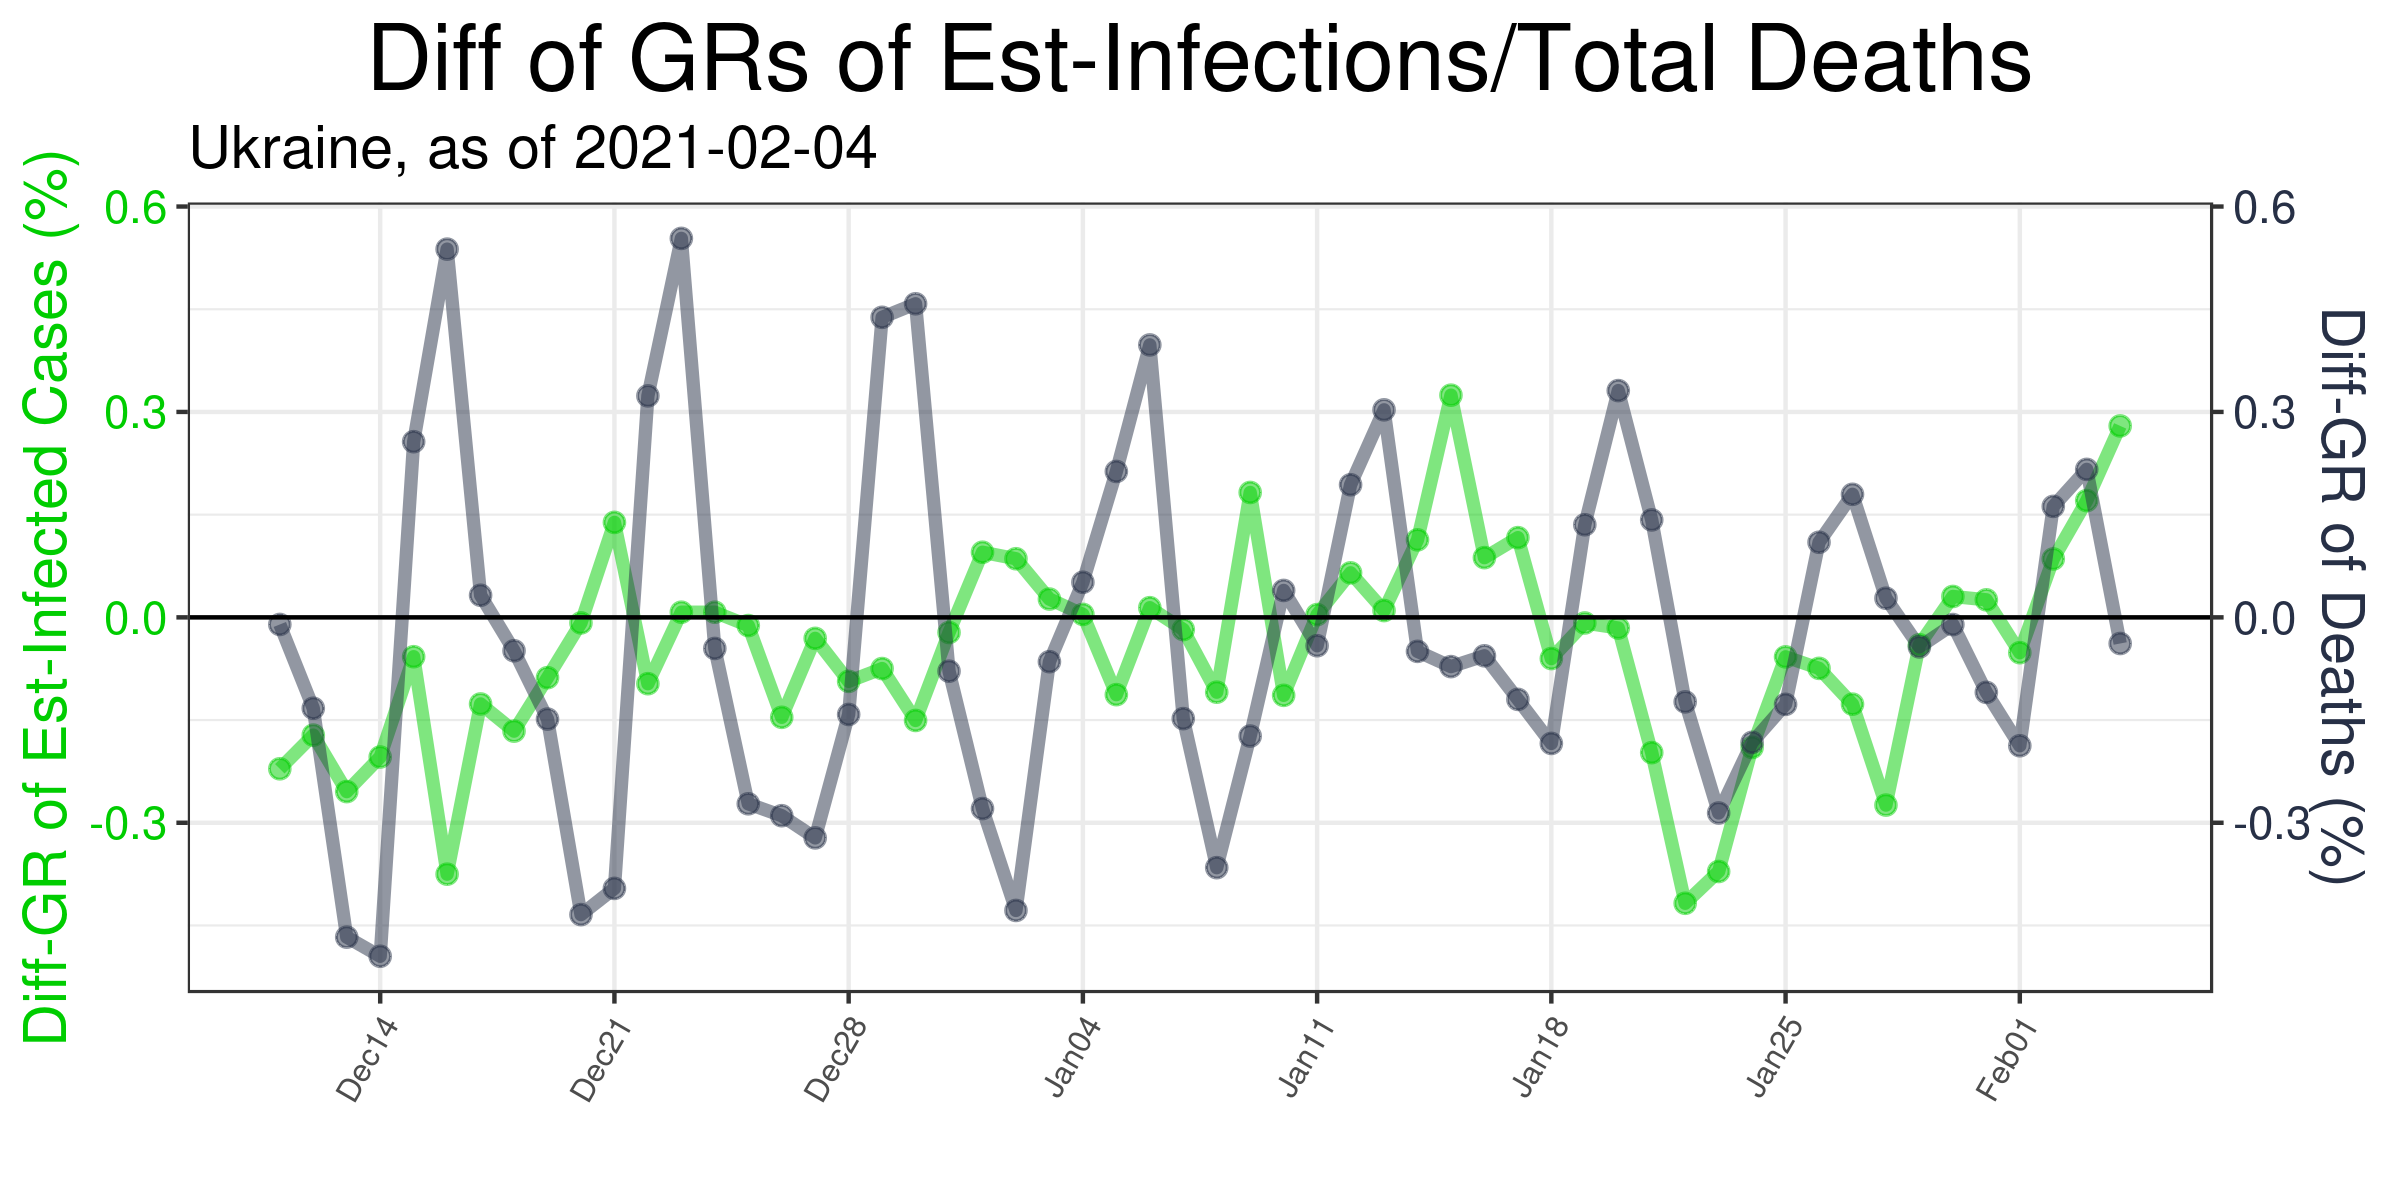 Diff of GRs of Est-Infections/Total Deaths
Ukraine, as of 2021-02-04
Diff-GR of Est-Infected Cases (%)
0.6
0.3
0.0
-0.3
0.6
0.3
0.0
-0.3
Diff-GR of Deaths (%)
Dec14
Dec21
Dec28
Jan04
Jan11
Jan18
Jan25
Feb01